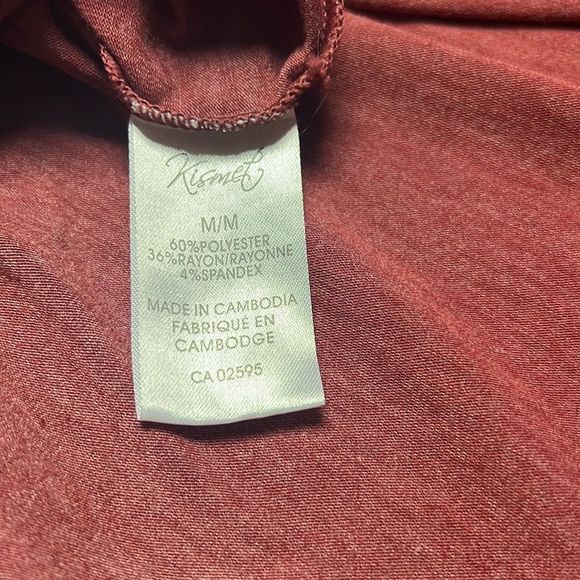 Kismet
M/M
60%POLYESTER
36%RAYON/RAYONNE
4%SPANDEX
MADE IN CAMBODIA
FABRIQUÉ EN
CAMBODGE
CA 02595